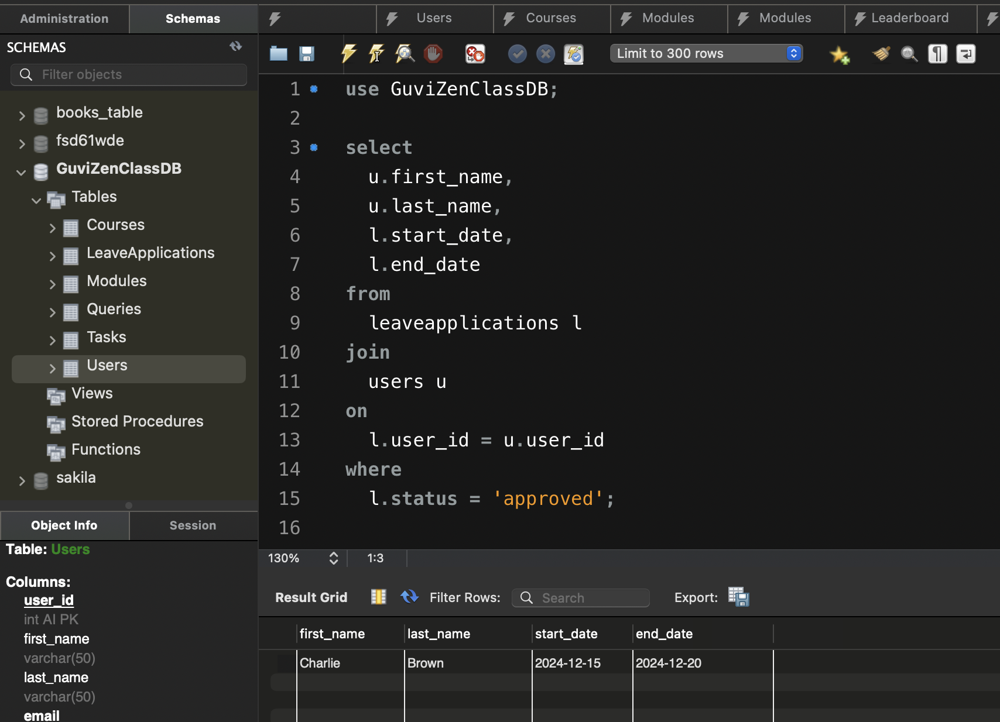 Administration
Schemas
Users
Courses
Modules
Modules
Leaderboard
SCHEMAS
Filter objects
books_table
fsd61wde
GuviZenClassDB
Tables
Courses
LeaveApplications
Modules
Queries
Tasks
Users
Views
Stored Procedures
Functions
sakila
Object Info
Session
Table: Users
Columns:
user_id
int AI PK
first_name
varchar(50)
last_name
varchar(50)
email
Limit to 300 rows
1 use GuviZenClassDB;
2
3 select
4 u.first_name,
5 u.last_name,
6 l.start_date,
7 l.end_date
8 from
9 leaveapplications l
10 join
11 users u
12 on
13 l.user_id = u.user_id
14 where
15 l.status = 'approved';
16
130%
1:3
Result Grid
Filter Rows:
Search
Export:
first_name last_name start_date end_date
Charlie Brown 2024-12-15 2024-12-20